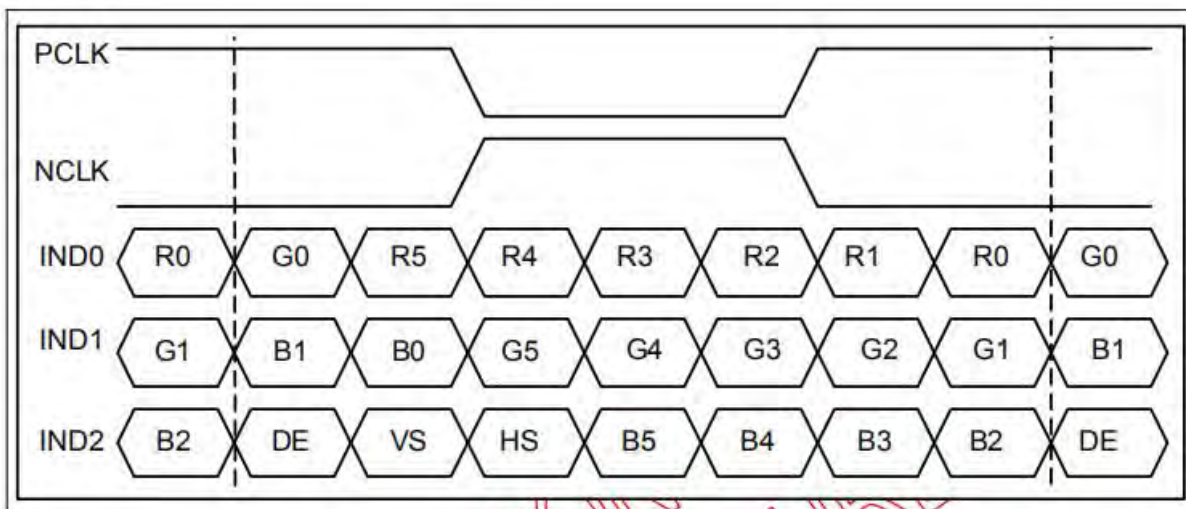 PCLK
NCLK
IND0 R0 G0 R5 R4 R3 R2 R1 R0 G0
IND1 G1 B1 B0 G5 G4 G3 G2 G1 B1
IND2 B2 DE VS HS B5 B4 B3 B2 DE